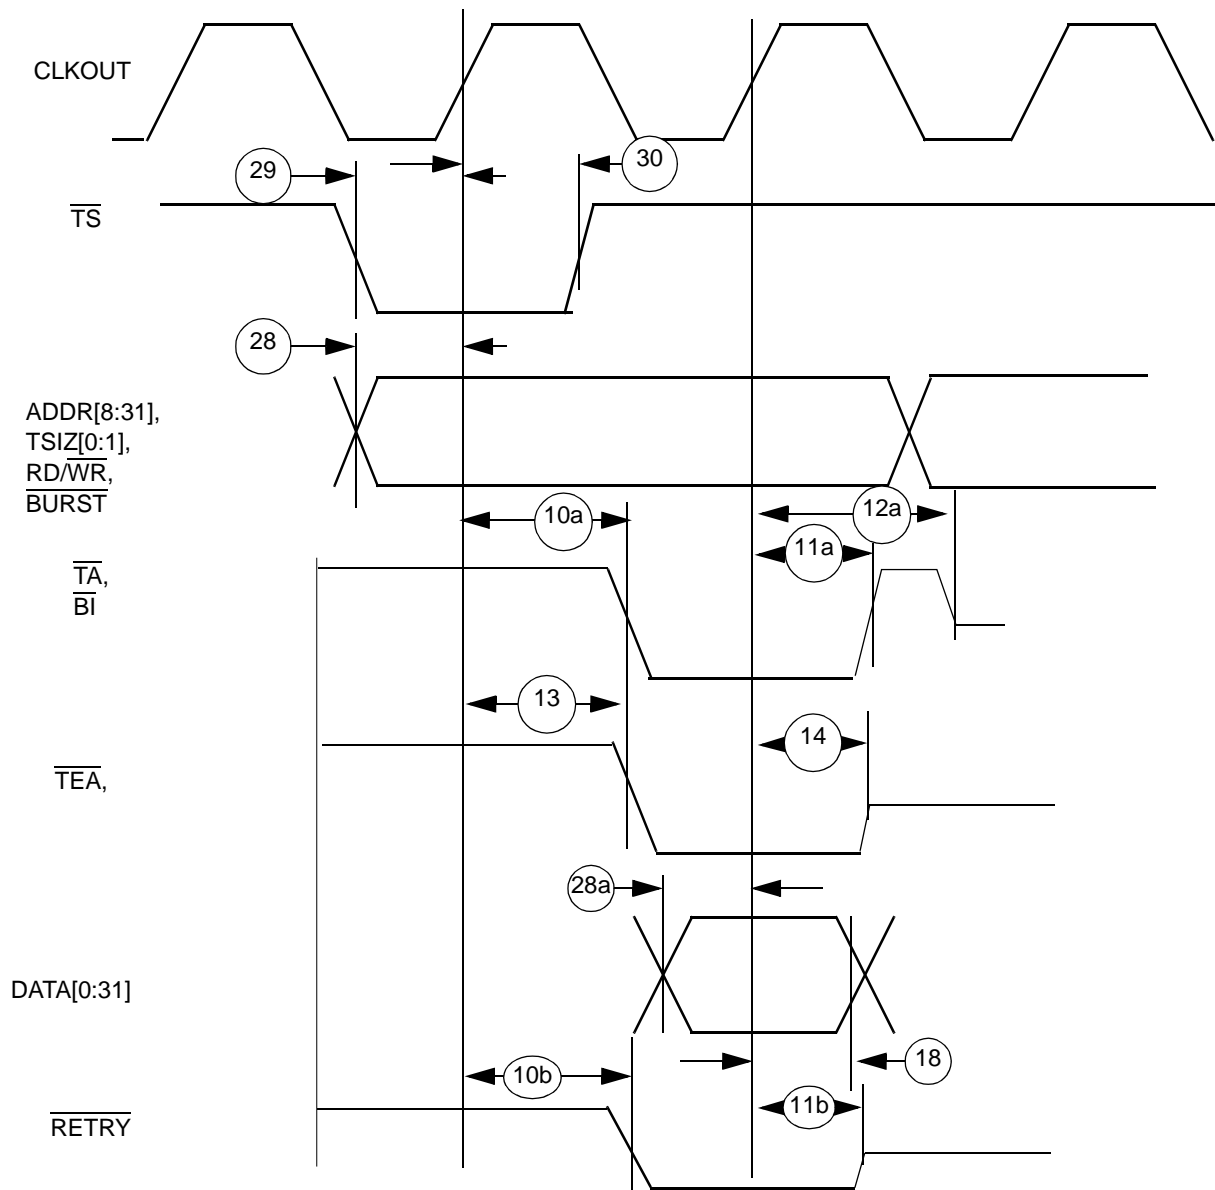 CLKOUT
29
30
TS
28
ADDR[8:31],
TSIZ[0:1],
RD/WR,
BURST
10a
12a
11a
TA,
BI
13
14
TEA,
28a
DATA[0:31]
18
10b
11b
RETRY